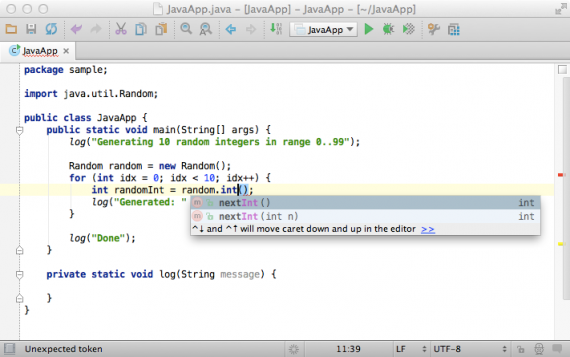 JavaApp.java – [JavaApp] – JavaApp – [~/JavaApp]
JavaApp
JavaApp
package sample;
import java.util.Random;
public class JavaApp {
public static void main(String[] args) {
log("Generating 10 random integers in range 0..99");
Random random = new Random();
for (int idx = 0; idx < 10; idx++) {
int randomInt = random.int();
log("Generated: "
nextInt() int
nextInt(int n) int
^↓ and ^↑ will move caret down and up in the editor >>
}
log("Done");
}
private static void log(String message) {
}
}
Unexpected token 11:39 LF UTF-8